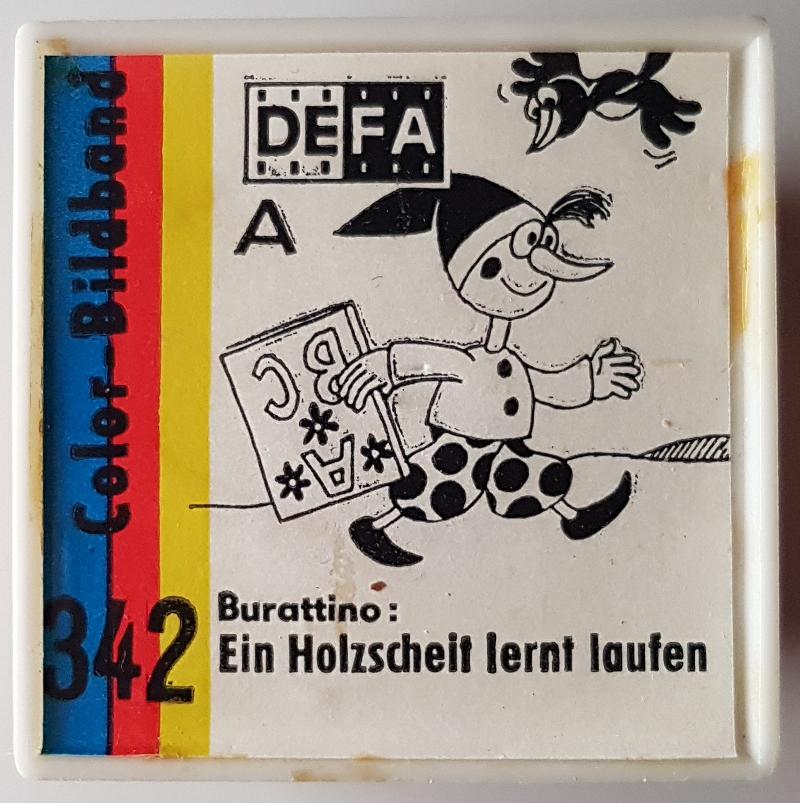 Color-Bildband
342
DEFA
A
B
C
A
Burattino:
Ein Holzscheit lernt laufen